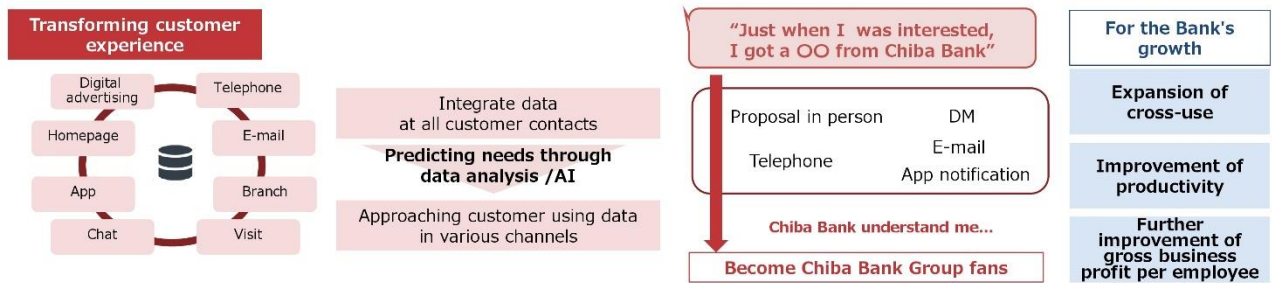 Transforming customer
experience
Digital
advertising
Telephone
Homepage
E-mail
App
Branch
Chat
Visit
Integrate data
at all customer contacts
Predicting needs through
data analysis /AI
Approaching customer using data
in various channels
“Just when I was interested,
I got a 〇〇 from Chiba Bank”
Proposal in person
DM
Telephone
E-mail
App notification
Chiba Bank understand me...
Become Chiba Bank Group fans
For the Bank's
growth
Expansion of
cross-use
Improvement of
productivity
Further
improvement of
gross business
profit per employee